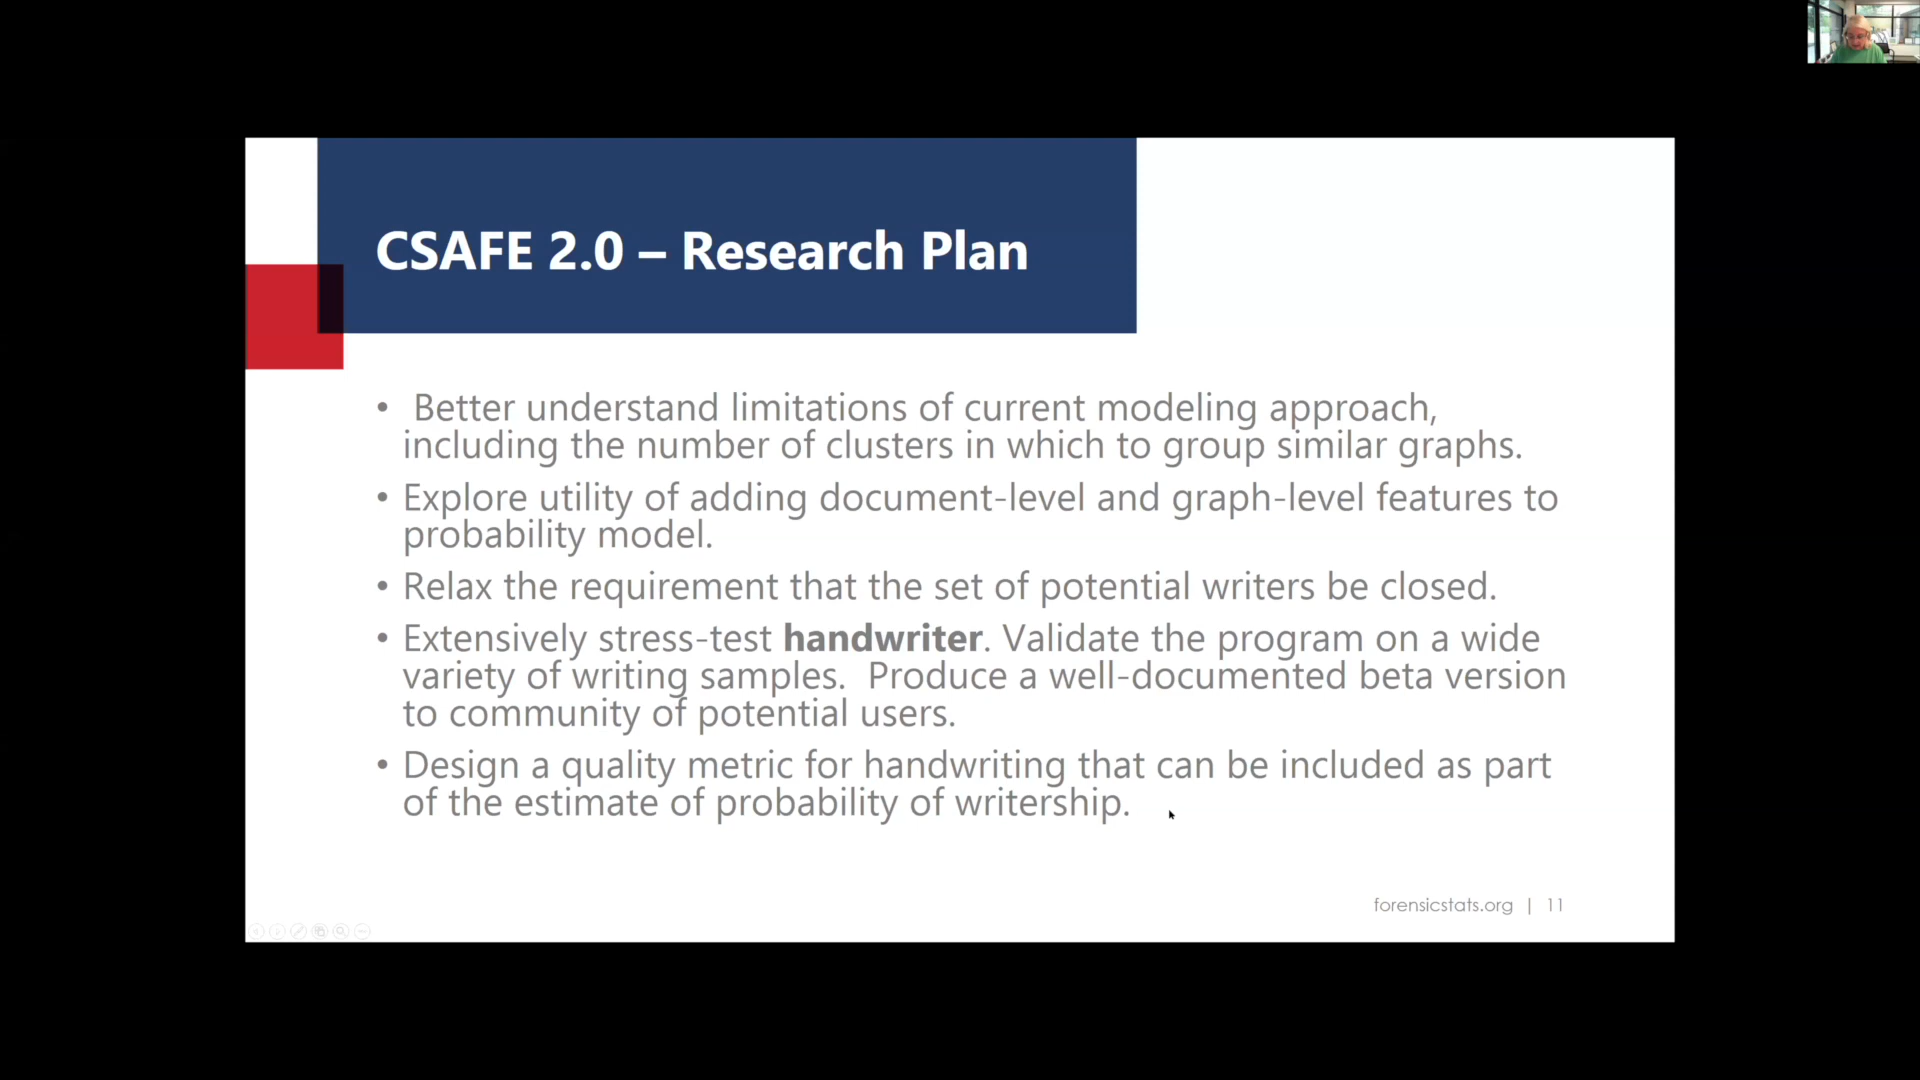 CSAFE 2.0 – Research Plan
• Better understand limitations of current modeling approach,
including the number of clusters in which to group similar graphs.
• Explore utility of adding document-level and graph-level features to
probability model.
• Relax the requirement that the set of potential writers be closed.
• Extensively stress-test handwriter. Validate the program on a wide
variety of writing samples.  Produce a well-documented beta version
to community of potential users.
• Design a quality metric for handwriting that can be included as part
of the estimate of probability of writership.
forensicstats.org | 11